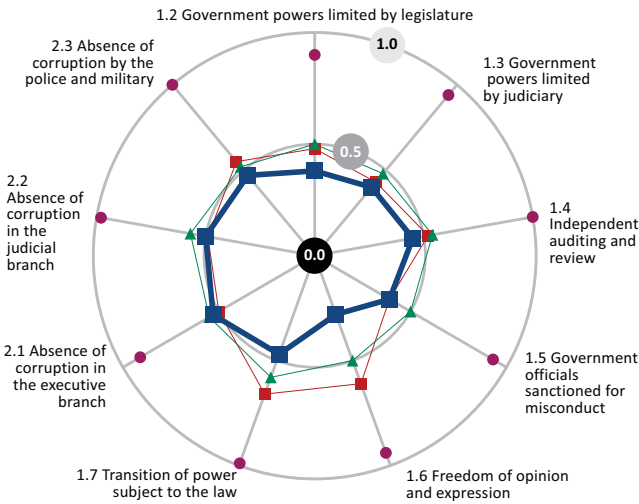 1.2 Government powers limited by legislature
1.0
2.3 Absence of
corruption by the
police and military
1.3 Government
powers limited
by judiciary
0.5
2.2
Absence of
corruption
in the
judicial
branch
1.4
Independent
auditing and
review
0.0
2.1 Absence of
corruption in
the executive
branch
1.5 Government
officials
sanctioned for
misconduct
1.7 Transition of power
subject to the law
1.6 Freedom of opinion
and expression